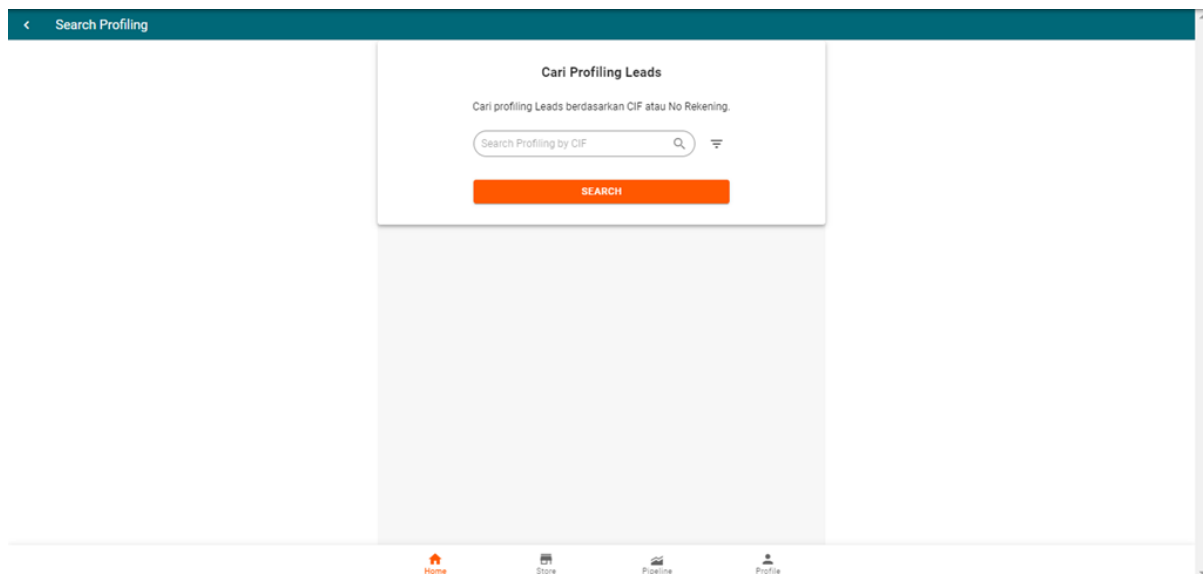 Search Profiling
Cari Profiling Leads
Cari profiling Leads berdasarkan CIF atau No Rekening.
Search Profiling by CIF
SEARCH
Home
Store
Pipeline
Profile